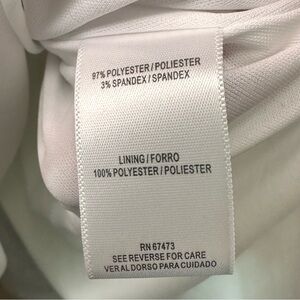 97% POLYESTER / POLIESTER
3% SPANDEX / SPANDEX
LINING / FORRO
100% POLYESTER / POLIESTER
RN 67473
SEE REVERSE FOR CARE
VER AL DORSO PARA CUIDADO